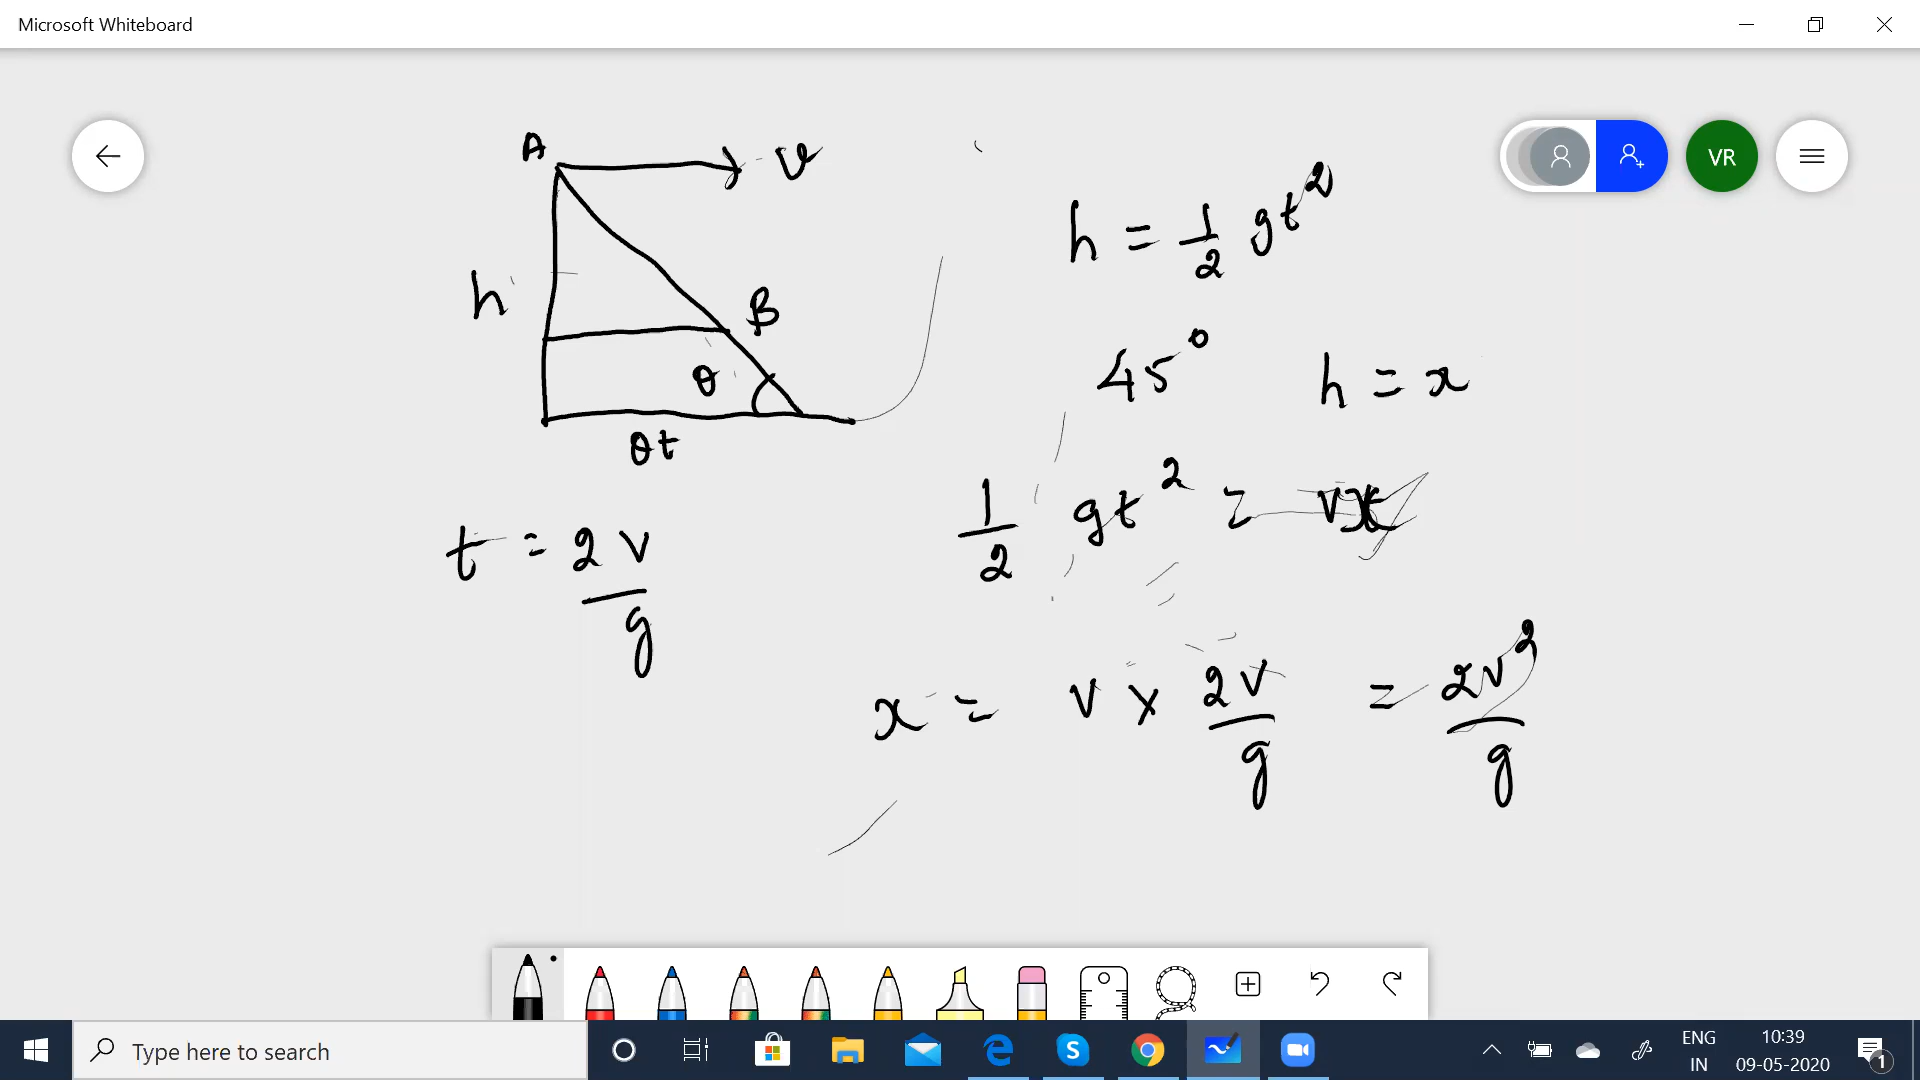 Microsoft Whiteboard
VR
A
v
h
B
θ
θt
h = 1/2 gt²
45° h = x
1/2 gt² =
t = 2v/g
x = v x 2v/g = 2v²/g
Type here to search
ENG
IN
10:39
09-05-2020
1